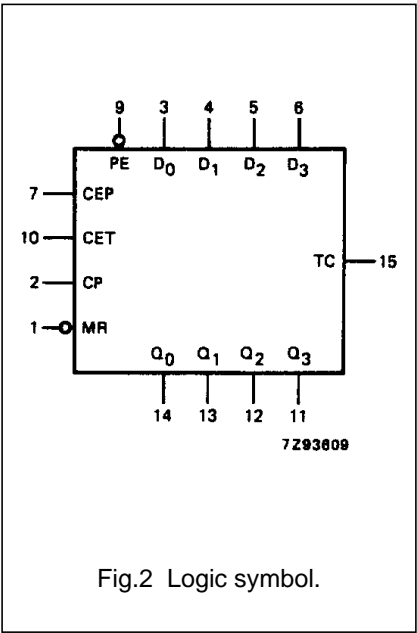 9 3 4 5 6
PE D0 D1 D2 D3
7 CEP
10 CET
TC 15
2 CP
1 MR
Q0 Q1 Q2 Q3
14 13 12 11
7Z93609
Fig.2 Logic symbol.